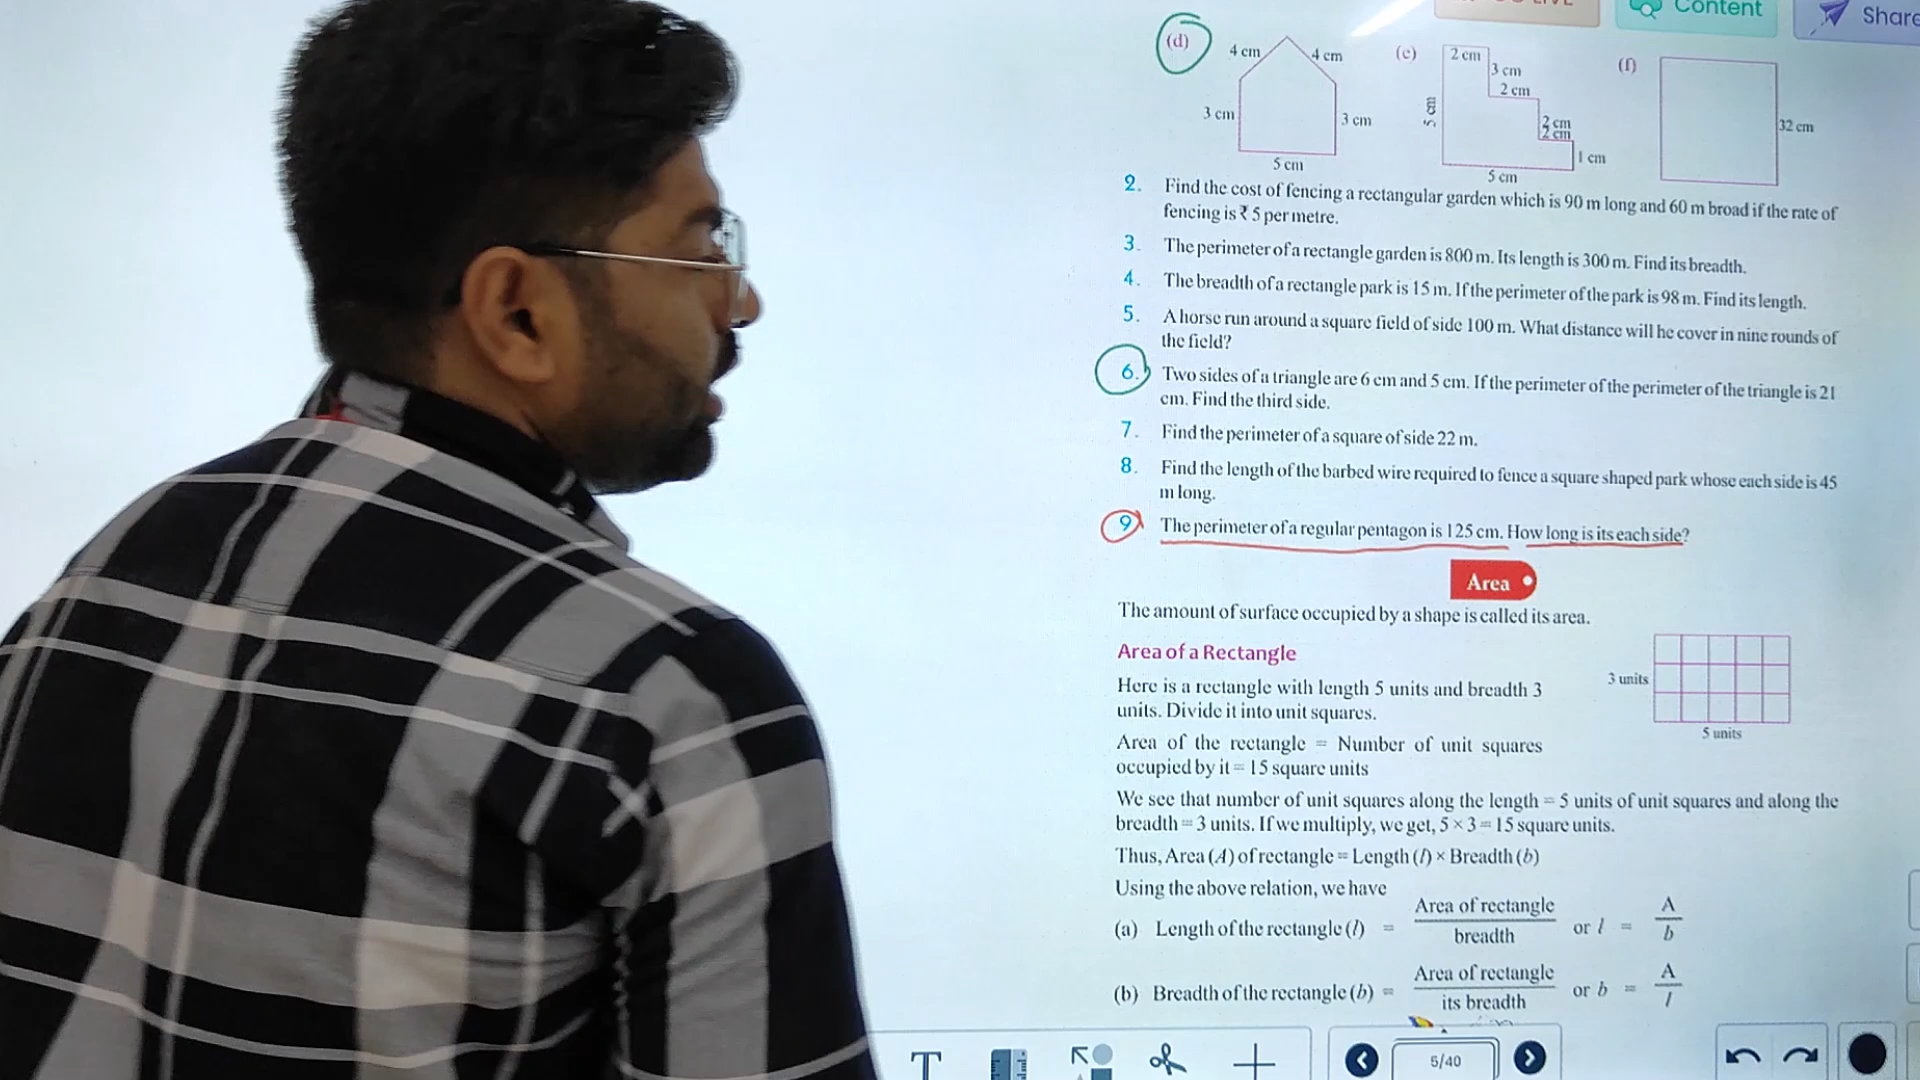 Content
Share
(d)
4 cm
4 cm
3 cm
3 cm
5 cm
(e)
2 cm
3 cm
2 cm
5 cm
2 cm
2 cm
1 cm
5 cm
(f)
32 cm
2. Find the cost of fencing a rectangular garden which is 90 m long and 60 m broad if the rate of
fencing is ₹ 5 per metre.
3. The perimeter of a rectangle garden is 800 m. Its length is 300 m. Find its breadth.
4. The breadth of a rectangle park is 15 m. If the perimeter of the park is 98 m. Find its length.
5. A horse run around a square field of side 100 m. What distance will he cover in nine rounds of
the field?
6. Two sides of a triangle are 6 cm and 5 cm. If the perimeter of the perimeter of the triangle is 21
cm. Find the third side.
7. Find the perimeter of a square of side 22 m.
8. Find the length of the barbed wire required to fence a square shaped park whose each side is 45
m long.
9. The perimeter of a regular pentagon is 125 cm. How long is its each side?
Area
The amount of surface occupied by a shape is called its area.
Area of a Rectangle
Here is a rectangle with length 5 units and breadth 3
units. Divide it into unit squares.
3 units
5 units
Area of the rectangle = Number of unit squares
occupied by it = 15 square units
We see that number of unit squares along the length = 5 units of unit squares and along the
breadth = 3 units. If we multiply, we get, 5 × 3 = 15 square units.
Thus, Area (A) of rectangle = Length (l) × Breadth (b)
Using the above relation, we have
(a) Length of the rectangle (l) = Area of rectangle / breadth or l = A / b
(b) Breadth of the rectangle (b) = Area of rectangle / its breadth or b = A / l
T
5/40